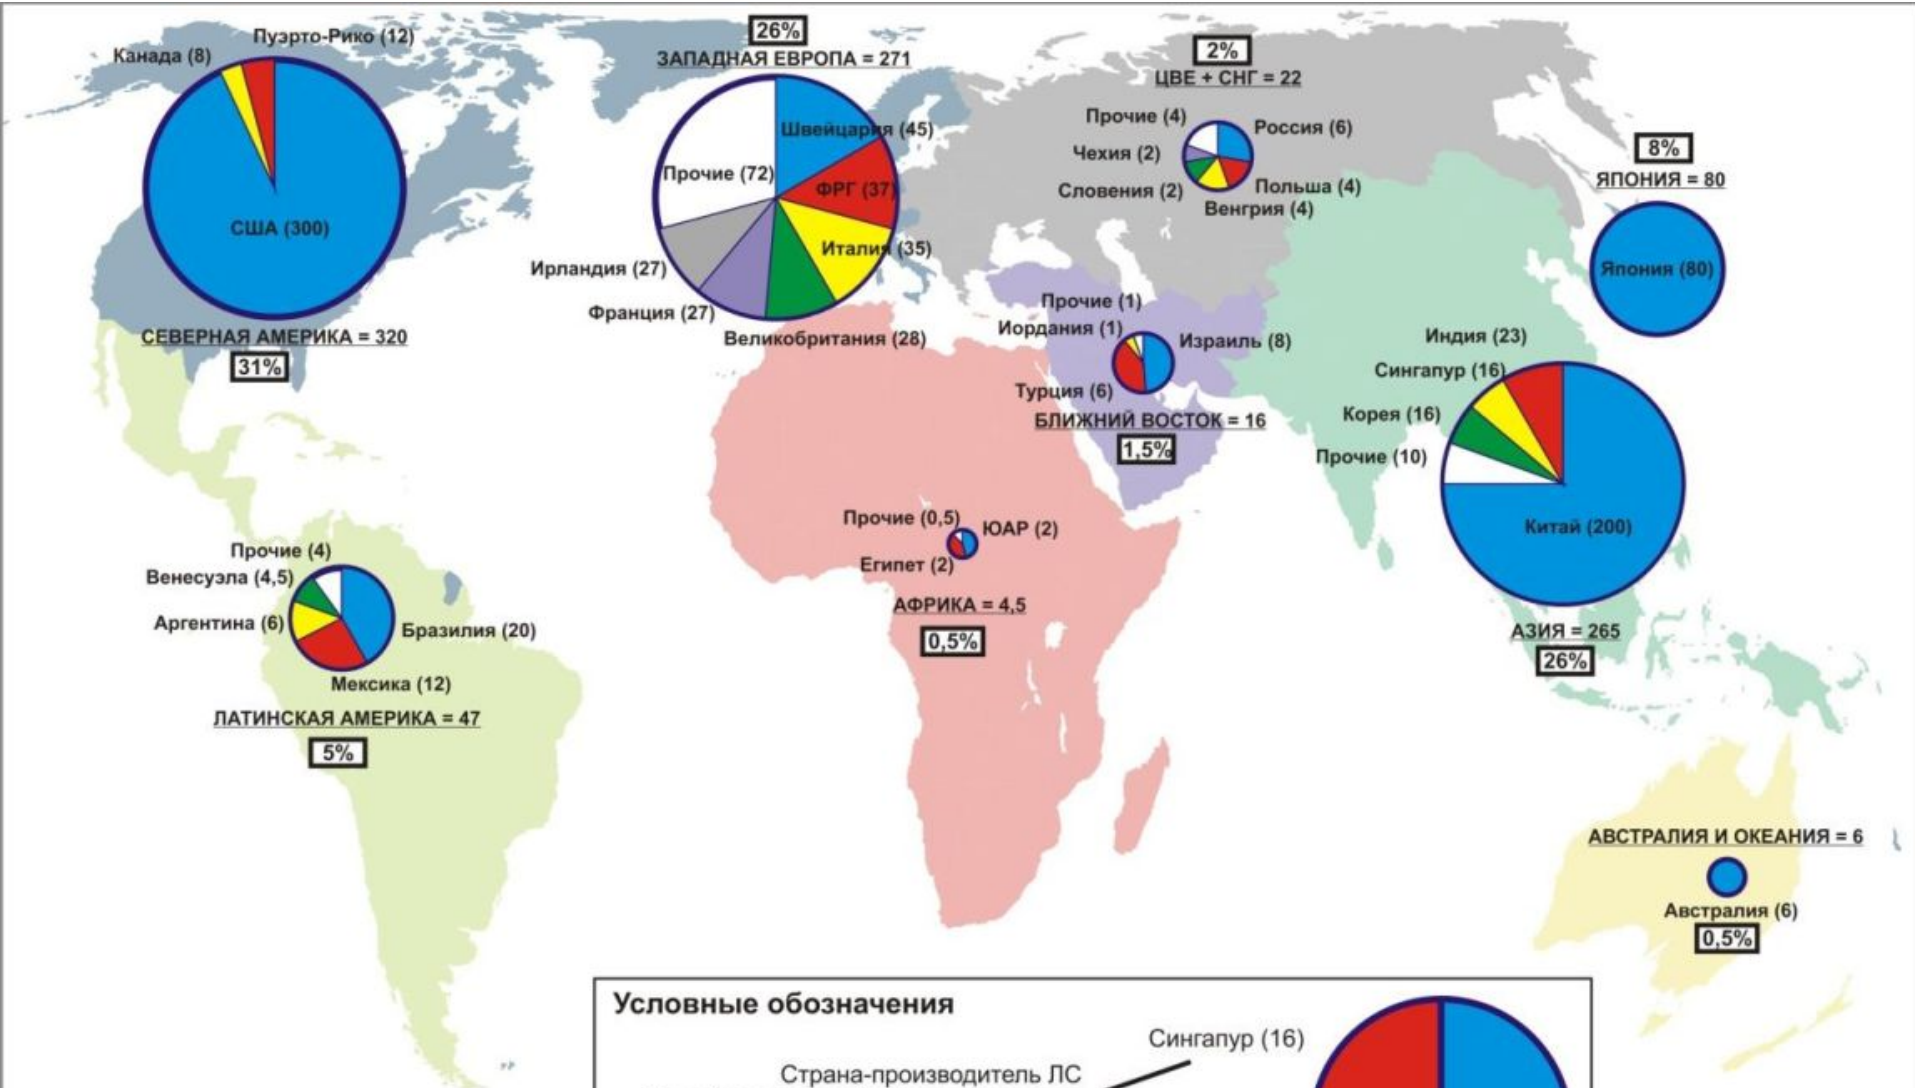 Пуэрто-Рико (12)
Канада (8)
США (300)
СЕВЕРНАЯ АМЕРИКА = 320
31%
26%
ЗАПАДНАЯ ЕВРОПА = 271
Швейцария (45)
Прочие (72)
ФРГ (37)
Италия (35)
Ирландия (27)
Франция (27)
Великобритания (28)
2%
ЦВЕ + СНГ = 22
Прочие (4)
Россия (6)
Чехия (2)
Словения (2)
Польша (4)
Венгрия (4)
8%
ЯПОНИЯ = 80
Япония (80)
Прочие (1)
Иордания (1)
Израиль (8)
Турция (6)
БЛИЖНИЙ ВОСТОК = 16
1,5%
Индия (23)
Сингапур (16)
Корея (16)
Прочие (10)
Китай (200)
АЗИЯ = 265
26%
Прочие (0,5)
ЮАР (2)
Египет (2)
АФРИКА = 4,5
0,5%
Прочие (4)
Венесуэла (4,5)
Аргентина (6)
Бразилия (20)
Мексика (12)
ЛАТИНСКАЯ АМЕРИКА = 47
5%
АВСТРАЛИЯ И ОКЕАНИЯ = 6
Австралия (6)
0,5%
Условные обозначения
Сингапур (16)
Страна-производитель ЛС